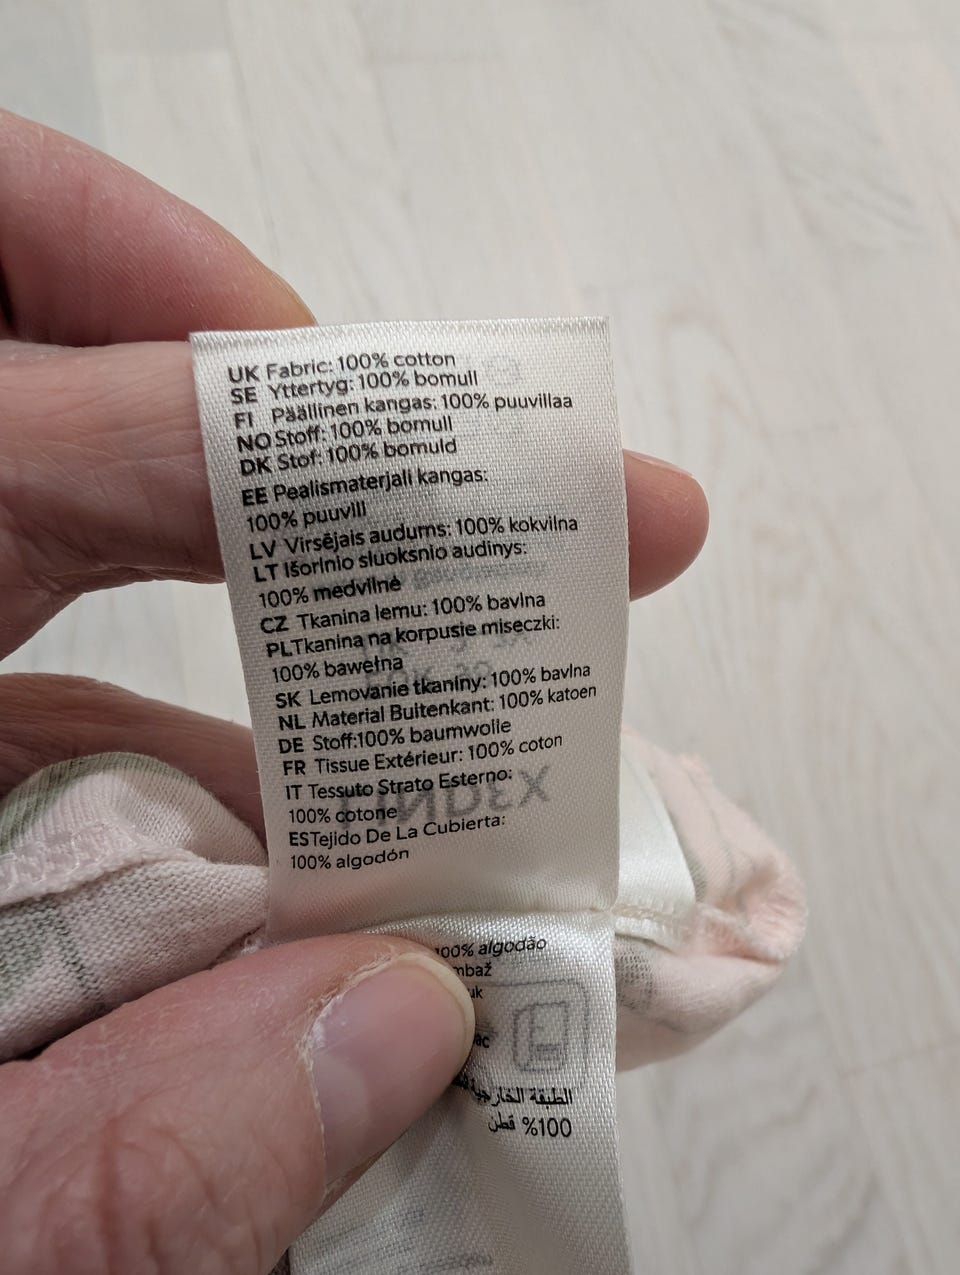 UK Fabric: 100% cotton
SE Yttertyg: 100% bomull
FI Päällinen kangas: 100% puuvillaa
NO Stoff: 100% bomull
DK Stof: 100% bomuld
EE Pealismaterjali kangas:
100% puuvill
LV Virsējais audums: 100% kokvilna
LT Išorinio sluoksnio audinys:
100% medvilnė
CZ Tkanina lemu: 100% bavlna
PL Tkanina na korpusie miseczki:
100% bawełna
SK Lemovanie tkaniny: 100% bavlna
NL Material Buitenkant: 100% katoen
DE Stoff:100% baumwolle
FR Tissue Extérieur: 100% coton
IT Tessuto Strato Esterno:
100% cotone
ES Tejido De La Cubierta:
100% algodón
100% algodão
الطبقة الخارجية
100% قطن